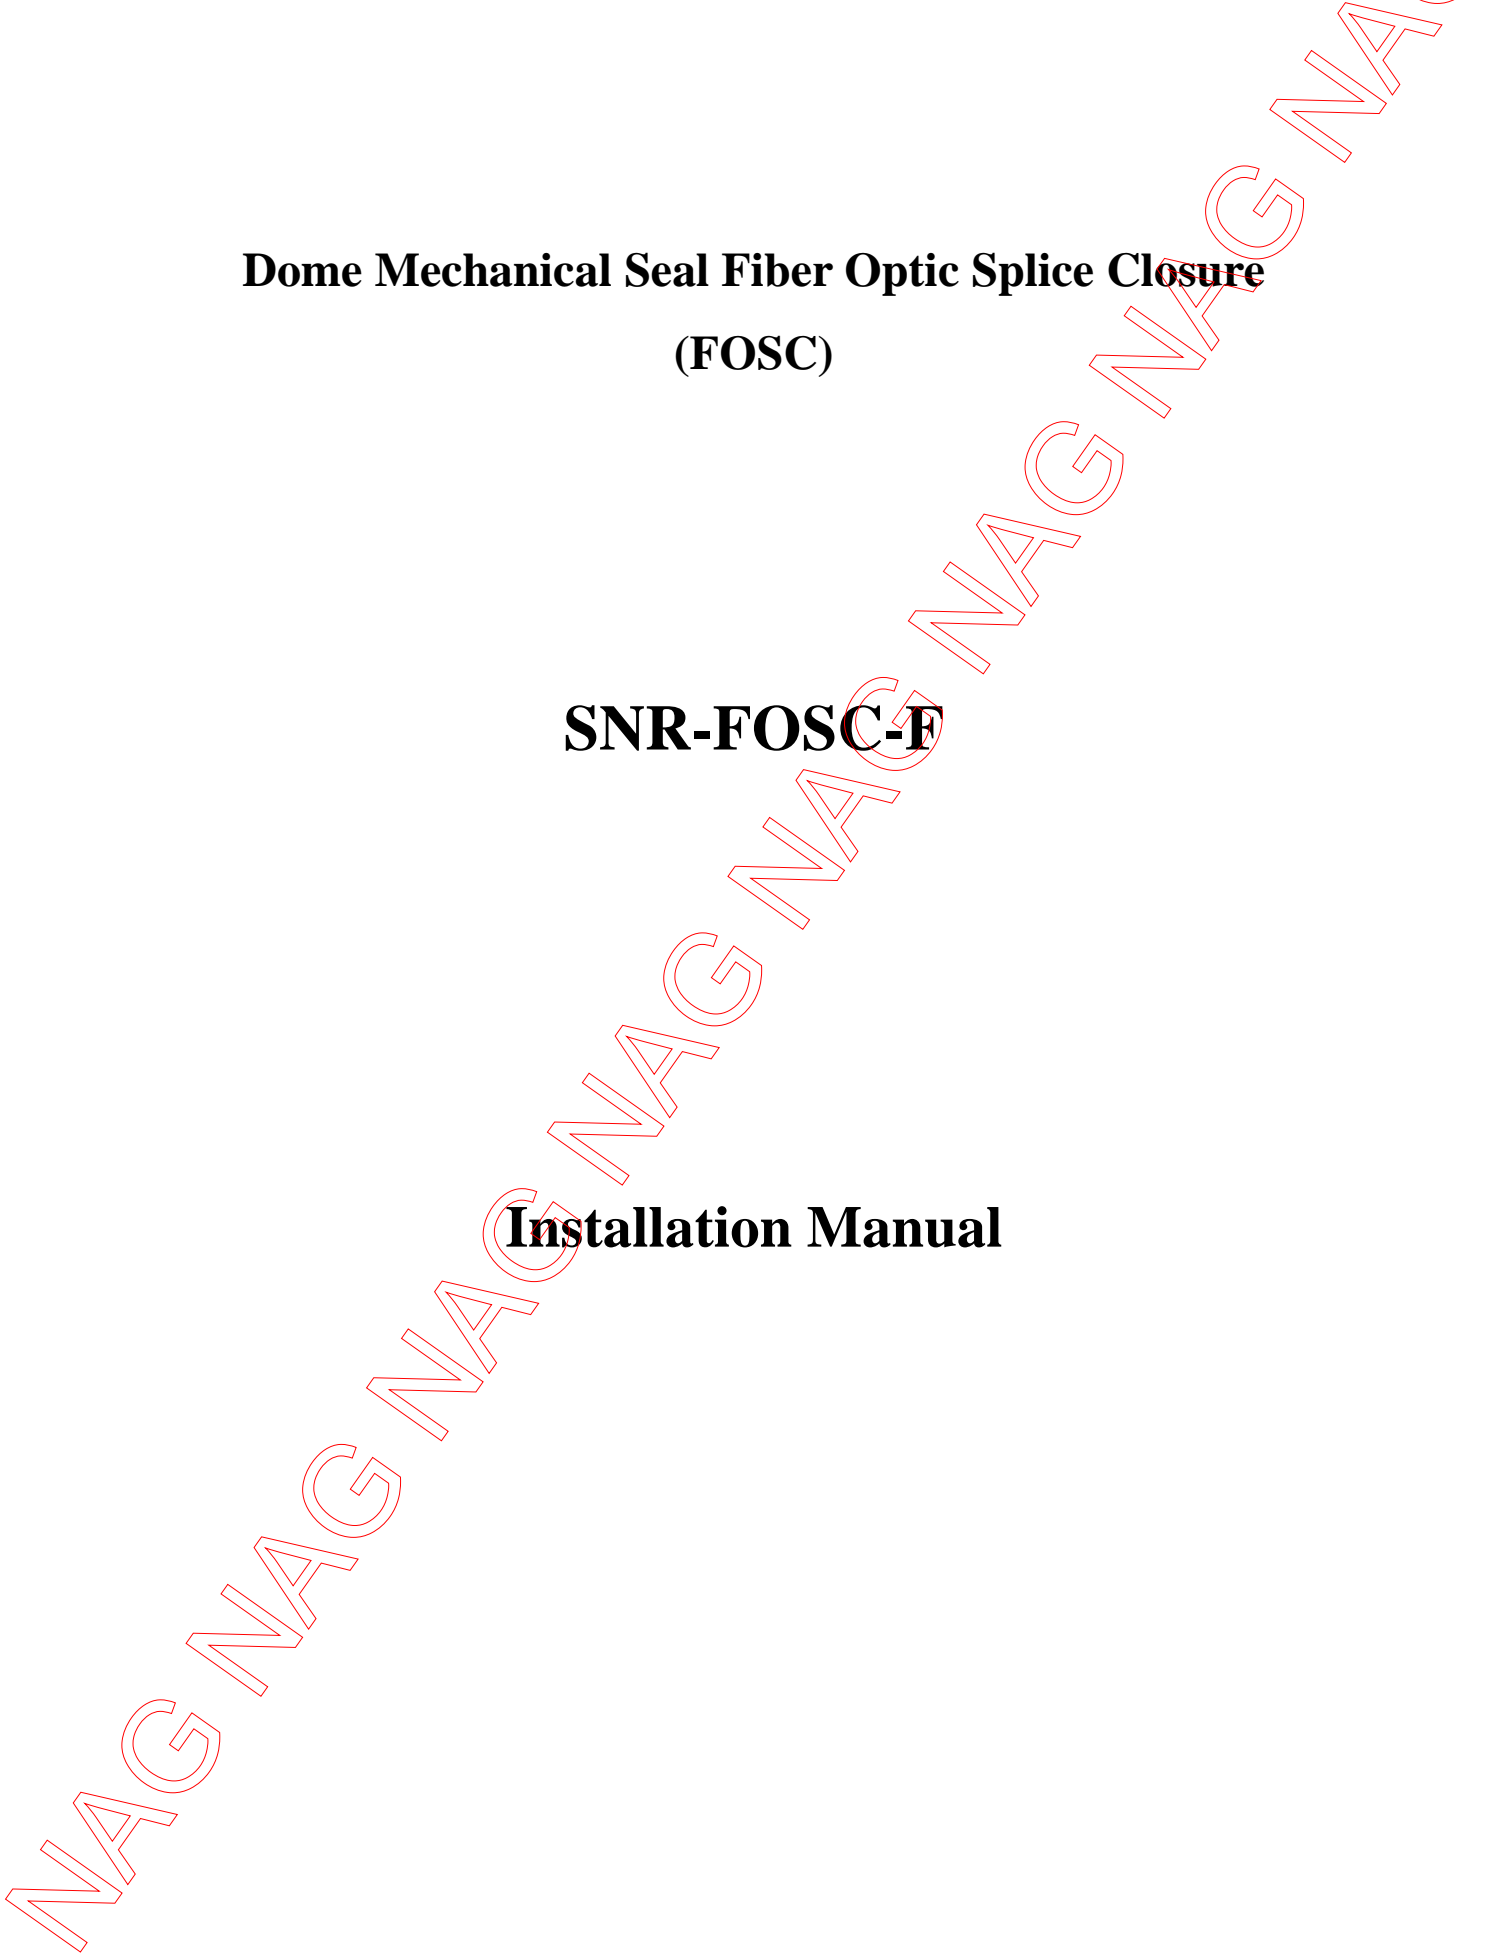 Dome Mechanical Seal Fiber Optic Splice Closure
(FOSC)
SNR-FOSC-F
Installation Manual
NAG NAG NAG NAG NAG NAG NAG NAG